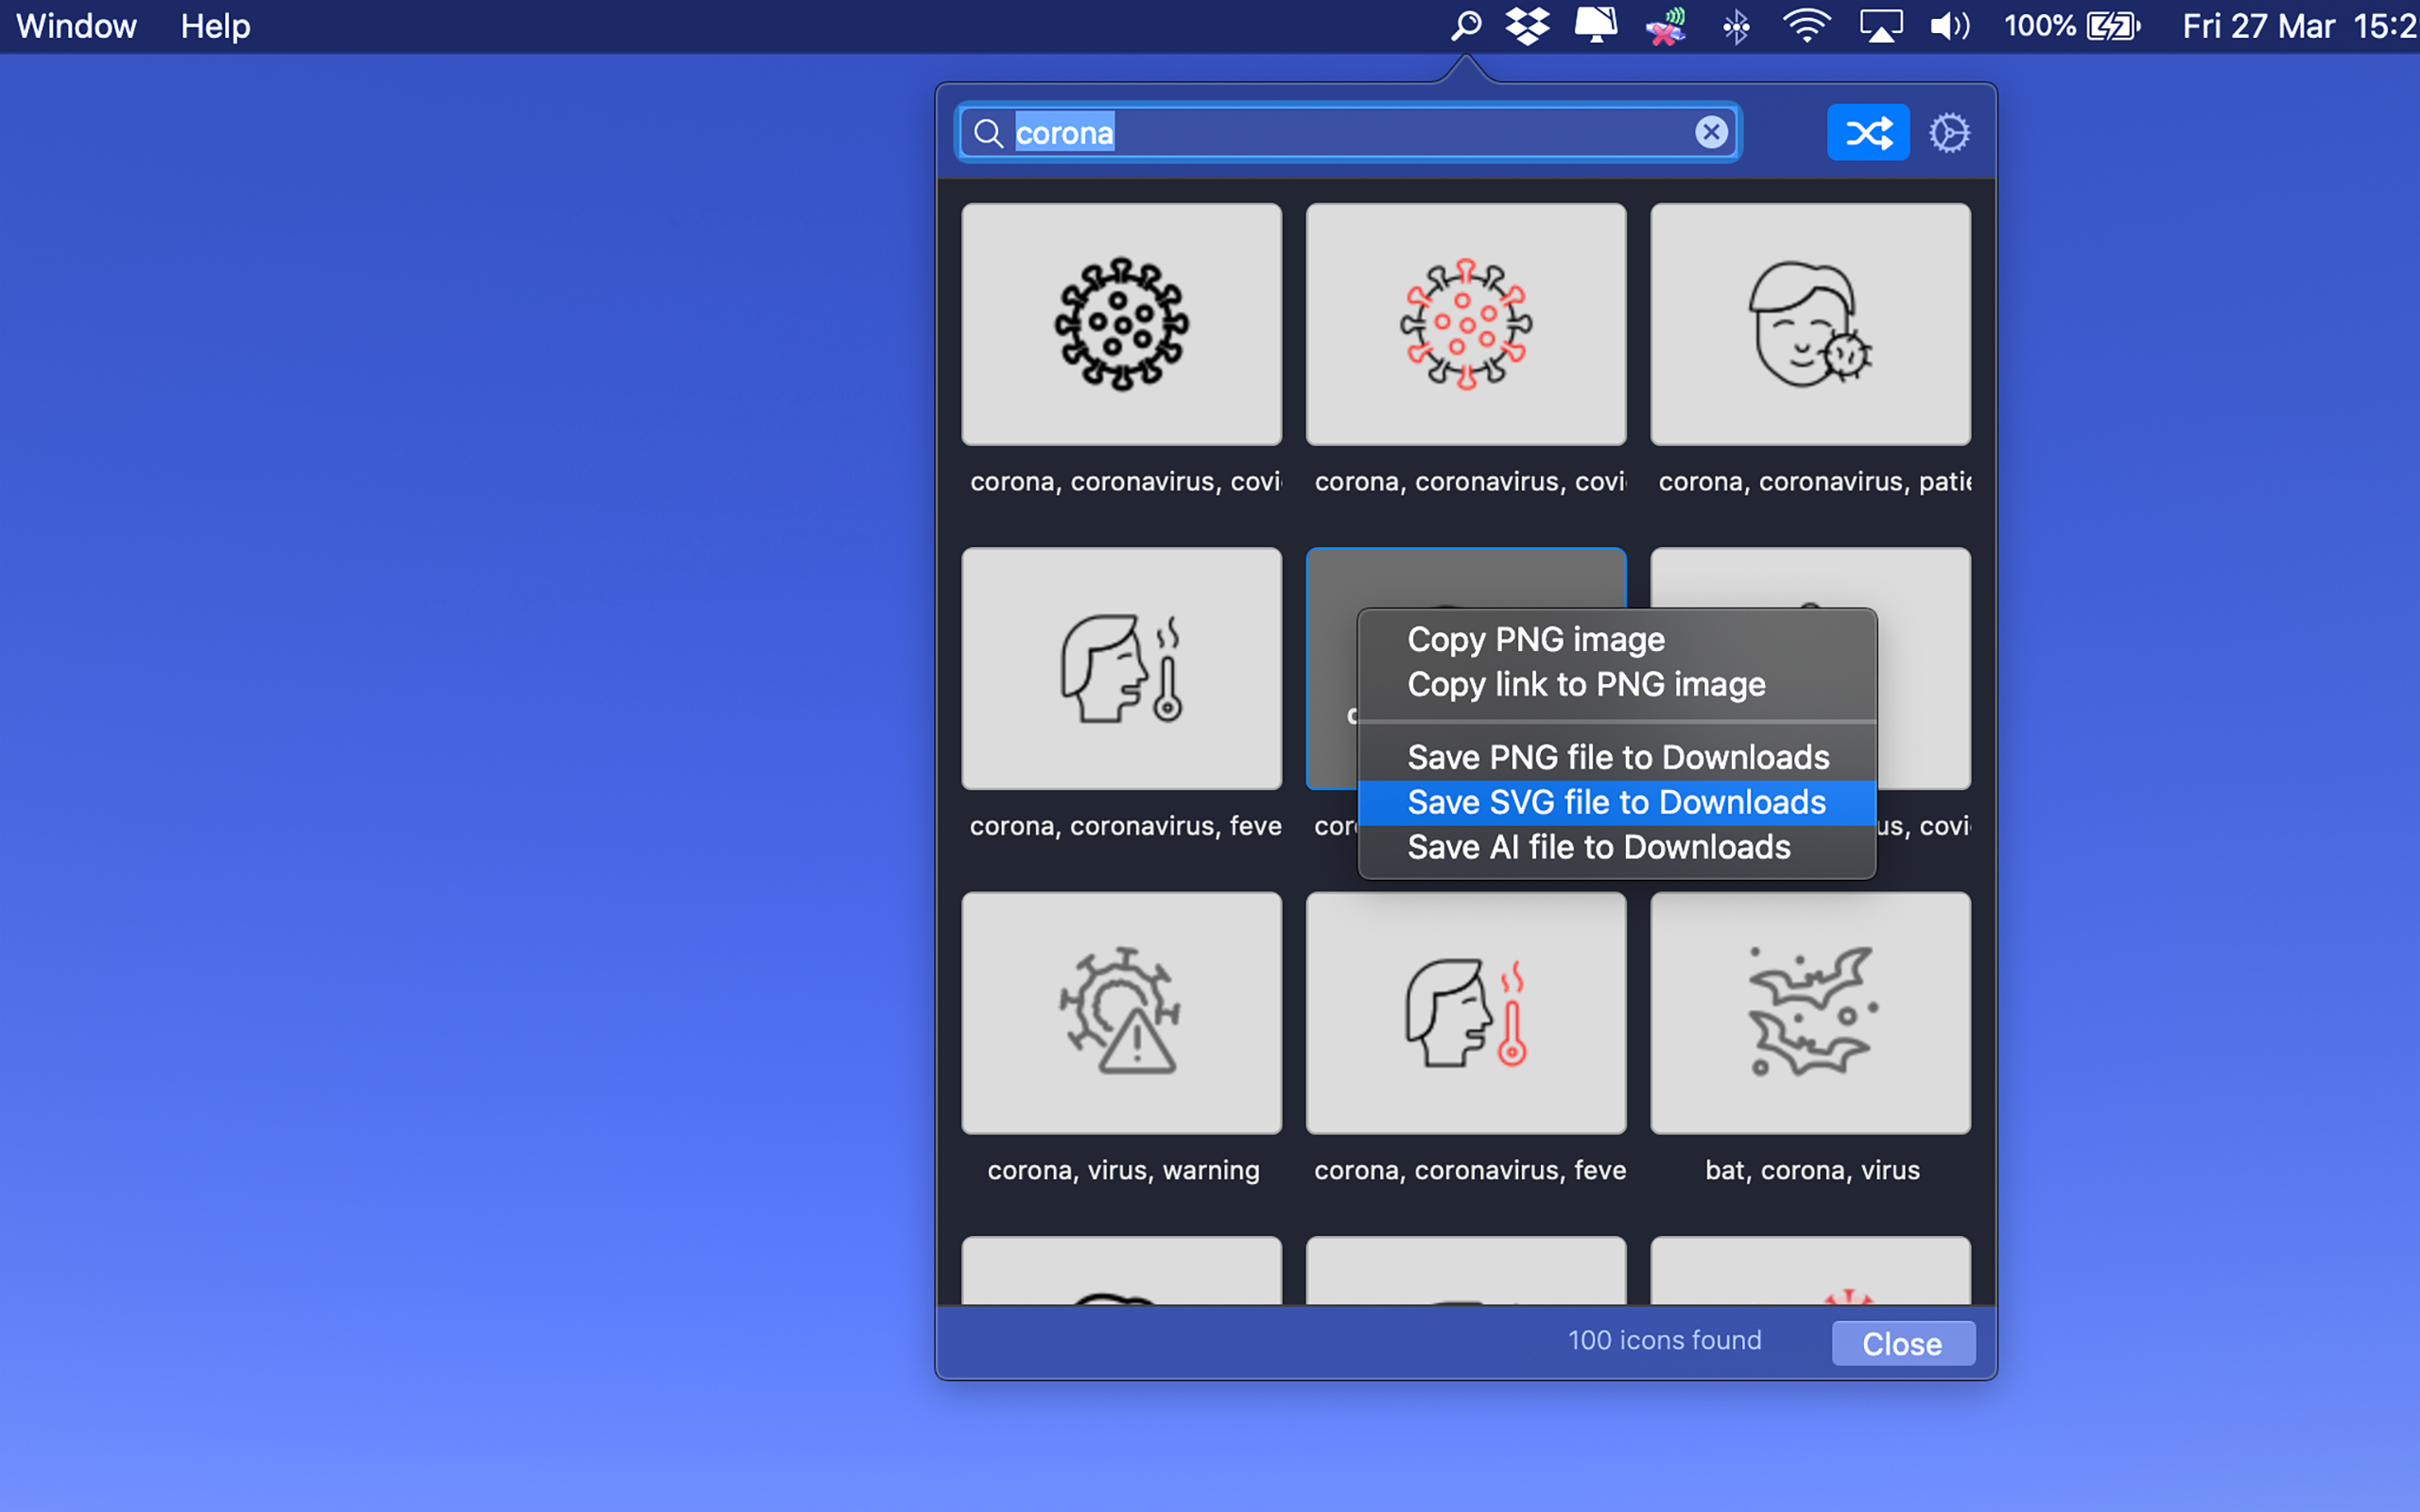 Window Help 100% Fri 27 Mar 15:2
corona
corona, coronavirus, covi
corona, coronavirus, covi
corona, coronavirus, patie
Copy PNG image
Copy link to PNG image
Save PNG file to Downloads
Save SVG file to Downloads
Save AI file to Downloads
corona, coronavirus, feve
cor
us, covi
corona, virus, warning
corona, coronavirus, feve
bat, corona, virus
100 icons found
Close